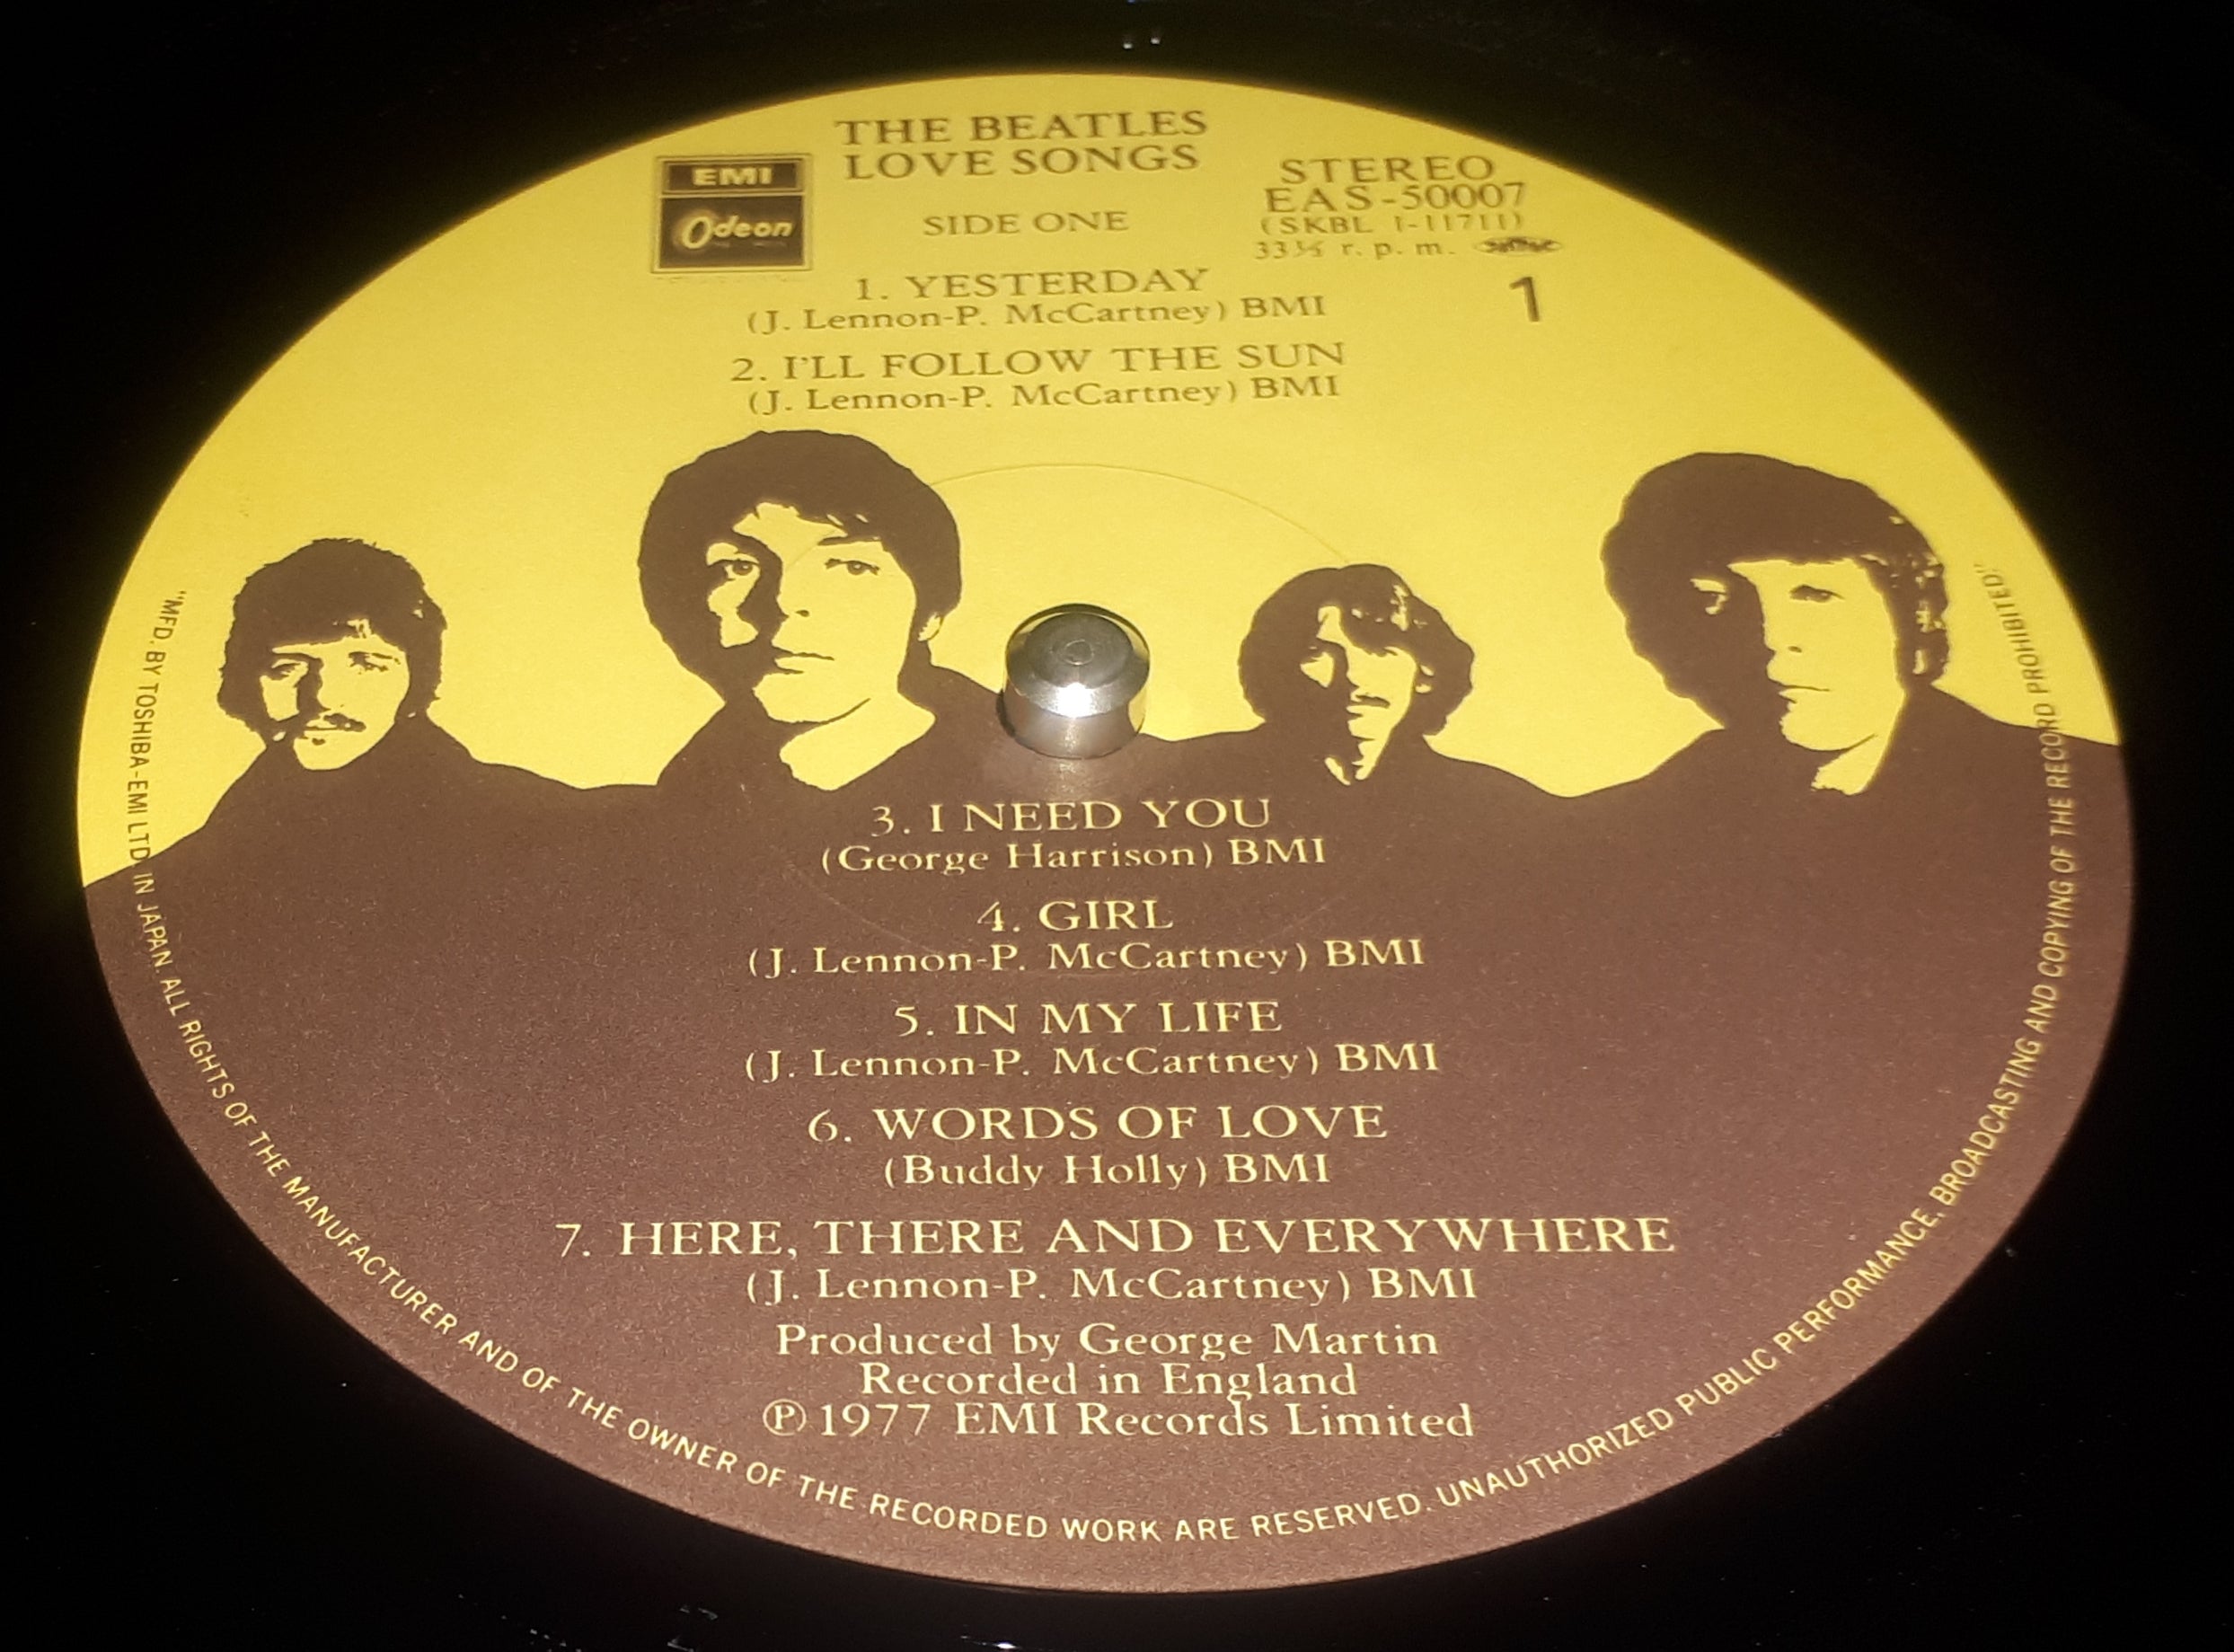 THE BEATLES
LOVE SONGS
EMI
Odeon
STEREO
EAS-50007
(SKBL 1-11711)
33⅓ r. p. m.
SIDE ONE
1
1. YESTERDAY
(J. Lennon-P. McCartney) BMI
2. I'LL FOLLOW THE SUN
(J. Lennon-P. McCartney) BMI
3. I NEED YOU
(George Harrison) BMI
4. GIRL
(J. Lennon-P. McCartney) BMI
5. IN MY LIFE
(J. Lennon-P. McCartney) BMI
6. WORDS OF LOVE
(Buddy Holly) BMI
7. HERE, THERE AND EVERYWHERE
(J. Lennon-P. McCartney) BMI
Produced by George Martin
Recorded in England
℗ 1977 EMI Records Limited
"MFD. BY TOSHIBA-EMI LTD. IN JAPAN. ALL RIGHTS OF THE MANUFACTURER AND OF THE OWNER OF THE RECORDED WORK ARE RESERVED. UNAUTHORIZED PUBLIC PERFORMANCE, BROADCASTING AND COPYING OF THE RECORD PROHIBITED."